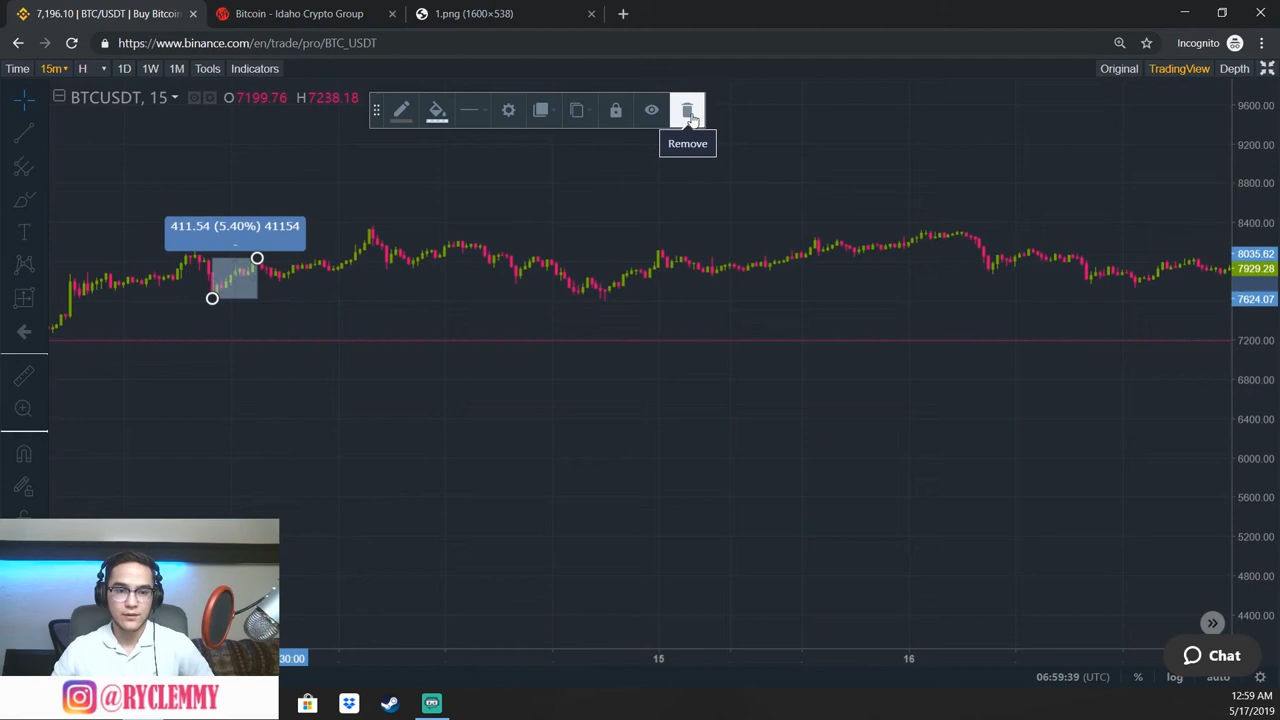 7,196.10 | BTC/USDT | Buy Bitcoin
Bitcoin - Idaho Crypto Group
1.png (1600×538)
https://www.binance.com/en/trade/pro/BTC_USDT
Incognito
Time 15m H 1D 1W 1M Tools Indicators
Original TradingView Depth
BTCUSDT, 15 O7199.76 H7238.18
Remove
411.54 (5.40%) 41154
9600.00
9200.00
8800.00
8400.00
8035.62
7929.28
7624.07
7200.00
6800.00
6400.00
6000.00
5600.00
5200.00
4800.00
4400.00
30:00
15
16
Chat
06:59:39 (UTC) % log auto
@RYCLEMMY
12:59 AM
5/17/2019